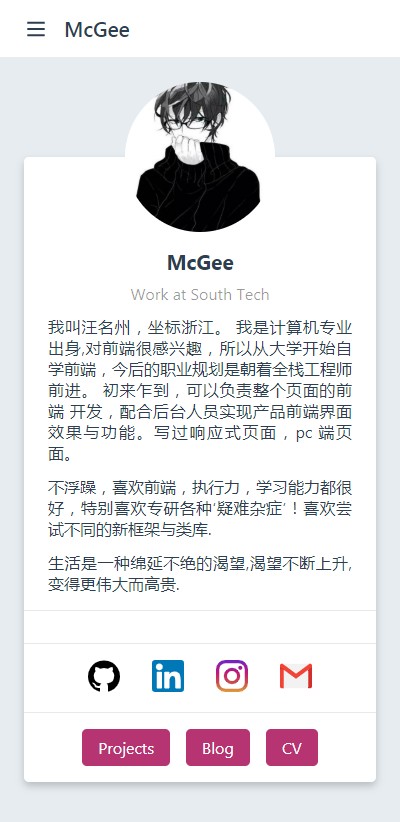 McGee
McGee
Work at South Tech
我叫汪名州，坐标浙江。 我是计算机专业
出身,对前端很感兴趣，所以从大学开始自
学前端，今后的职业规划是朝着全栈工程师
前进。 初来乍到，可以负责整个页面的前
端 开发，配合后台人员实现产品前端界面
效果与功能。写过响应式页面，pc 端页
面。
不浮躁，喜欢前端，执行力，学习能力都很
好，特别喜欢专研各种'疑难杂症'！喜欢尝
试不同的新框架与类库.
生活是一种绵延不绝的渴望,渴望不断上升,
变得更伟大而高贵.
in
Projects Blog CV